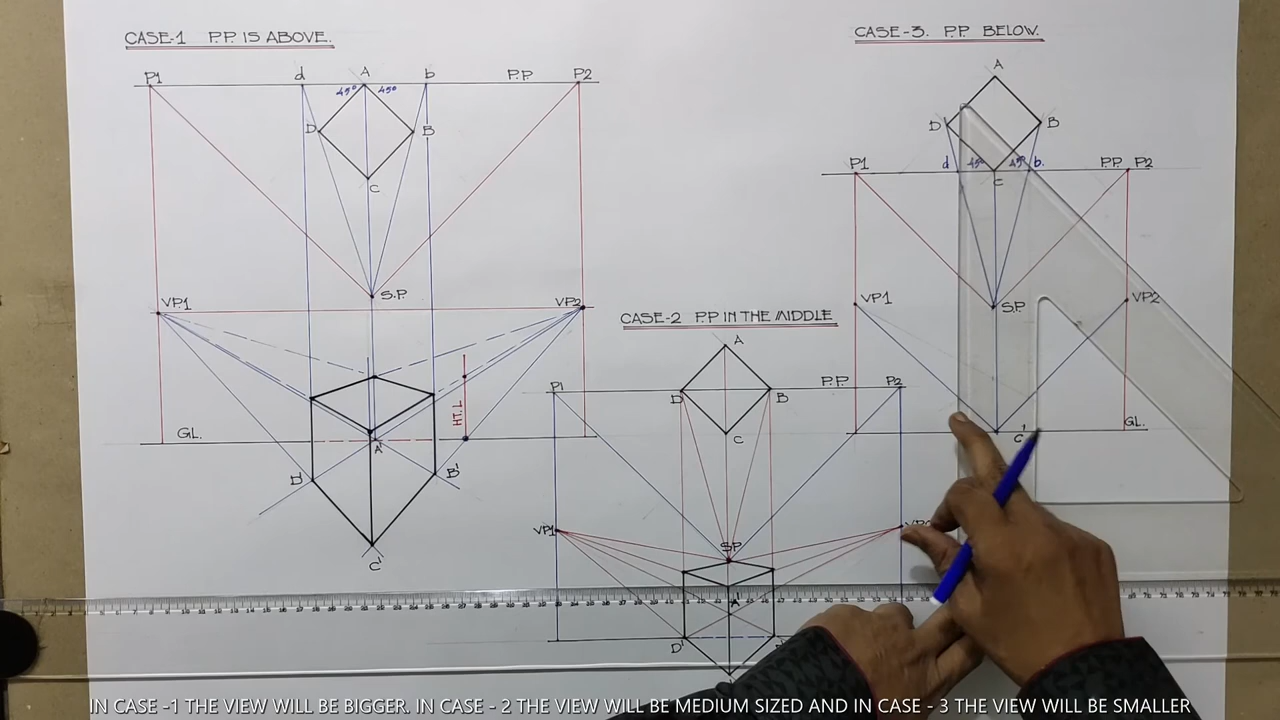 CASE-1 P.P. IS ABOVE.
P1 d A b P.P P2
45° 45°
D B
C
S.P
VP1 VP2
HT. L
GL.
A'
D' B'
C'
CASE-2 P.P IN THE MIDDLE
A
P1 D B P.P P2
C
VP1 S.P
A'
D'
CASE-3. P.P BELOW.
A
D B
P1 d 45° 45° b. P.P P2
C
VP1 S.P VP2
C' GL.
IN CASE -1 THE VIEW WILL BE BIGGER. IN CASE - 2 THE VIEW WILL BE MEDIUM SIZED AND IN CASE - 3 THE VIEW WILL BE SMALLER